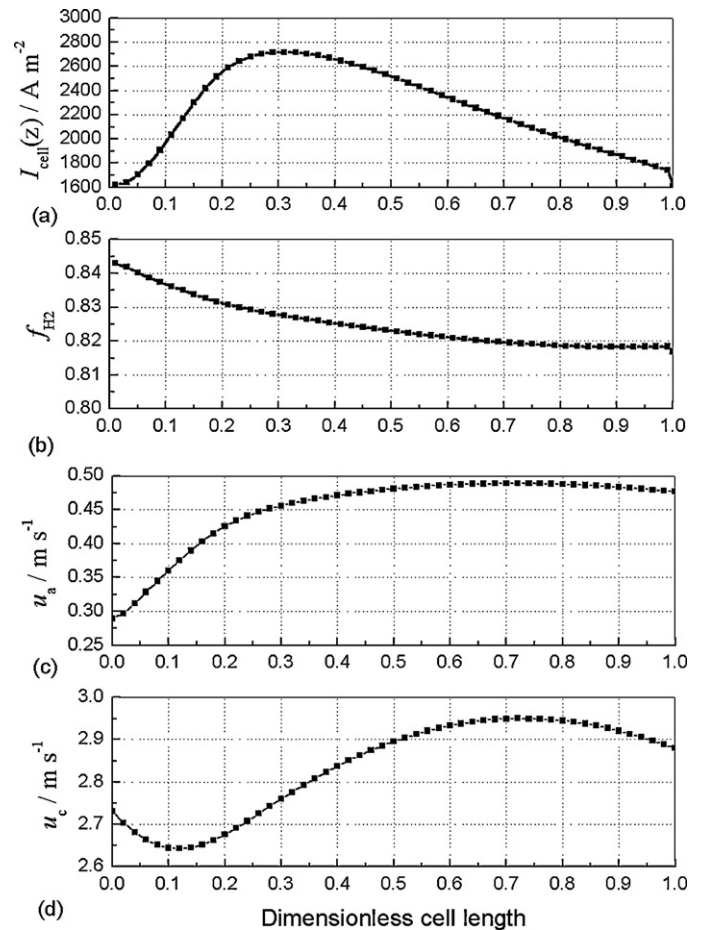 3000
2800
2600
2400
2200
2000
1800
1600
I_cell(z) / A m⁻²
0.0 0.1 0.2 0.3 0.4 0.5 0.6 0.7 0.8 0.9 1.0
(a)
0.85
0.84
0.83
0.82
0.81
0.80
f_H2
0.0 0.1 0.2 0.3 0.4 0.5 0.6 0.7 0.8 0.9 1.0
(b)
0.50
0.45
0.40
0.35
0.30
0.25
u_a / m s⁻¹
0.0 0.1 0.2 0.3 0.4 0.5 0.6 0.7 0.8 0.9 1.0
(c)
3.0
2.9
2.8
2.7
2.6
u_c / m s⁻¹
0.0 0.1 0.2 0.3 0.4 0.5 0.6 0.7 0.8 0.9 1.0
(d)
Dimensionless cell length